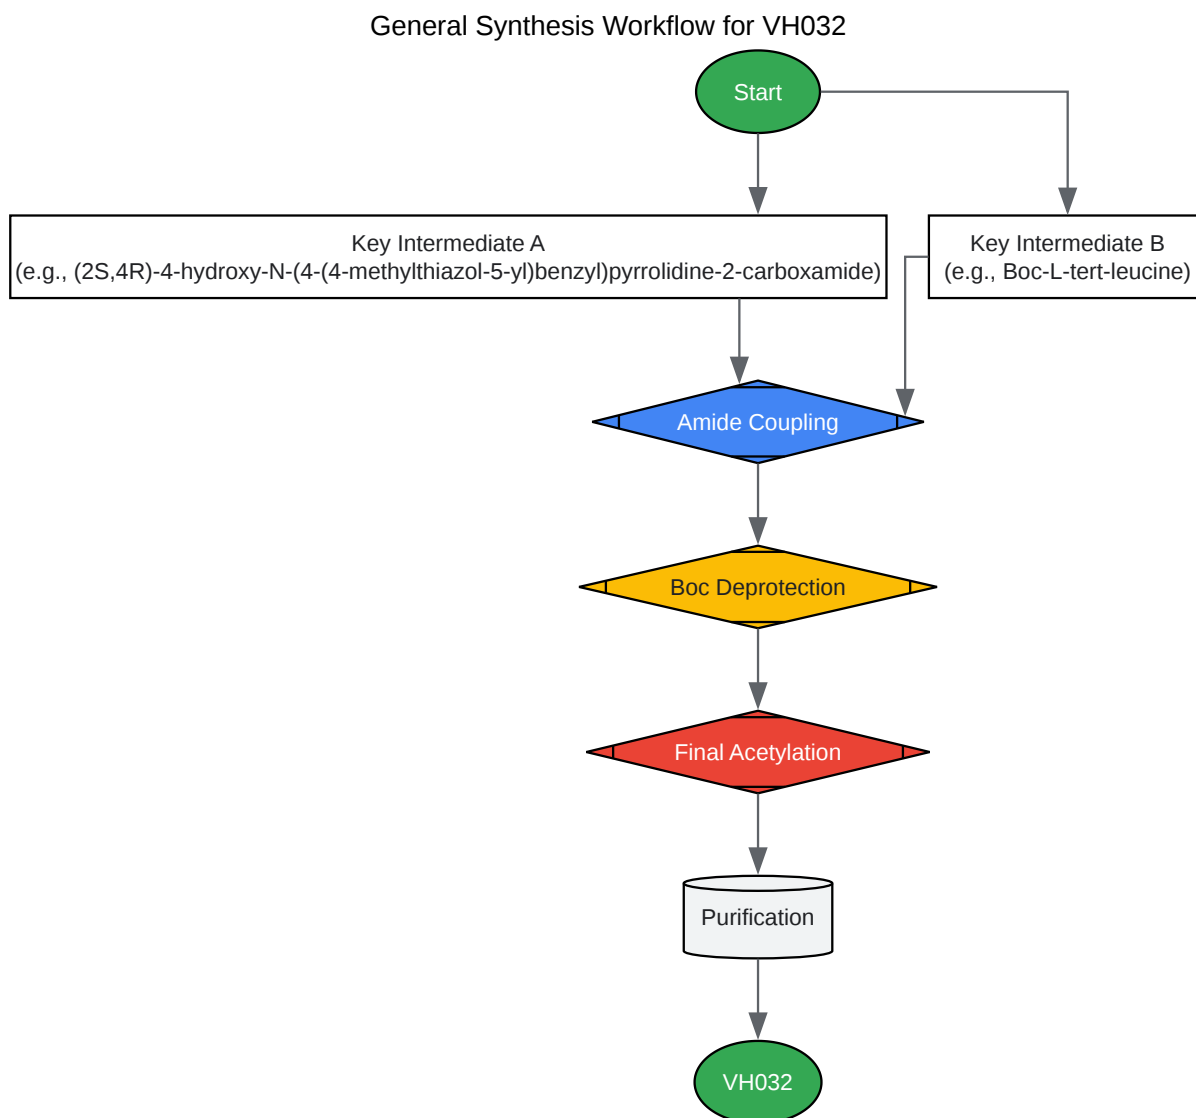 General Synthesis Workflow for VH032
Start
Key Intermediate A
(e.g., (2S,4R)-4-hydroxy-N-(4-(4-methylthiazol-5-yl)benzyl)pyrrolidine-2-carboxamide)
Key Intermediate B
(e.g., Boc-L-tert-leucine)
Amide Coupling
Boc Deprotection
Final Acetylation
Purification
VH032